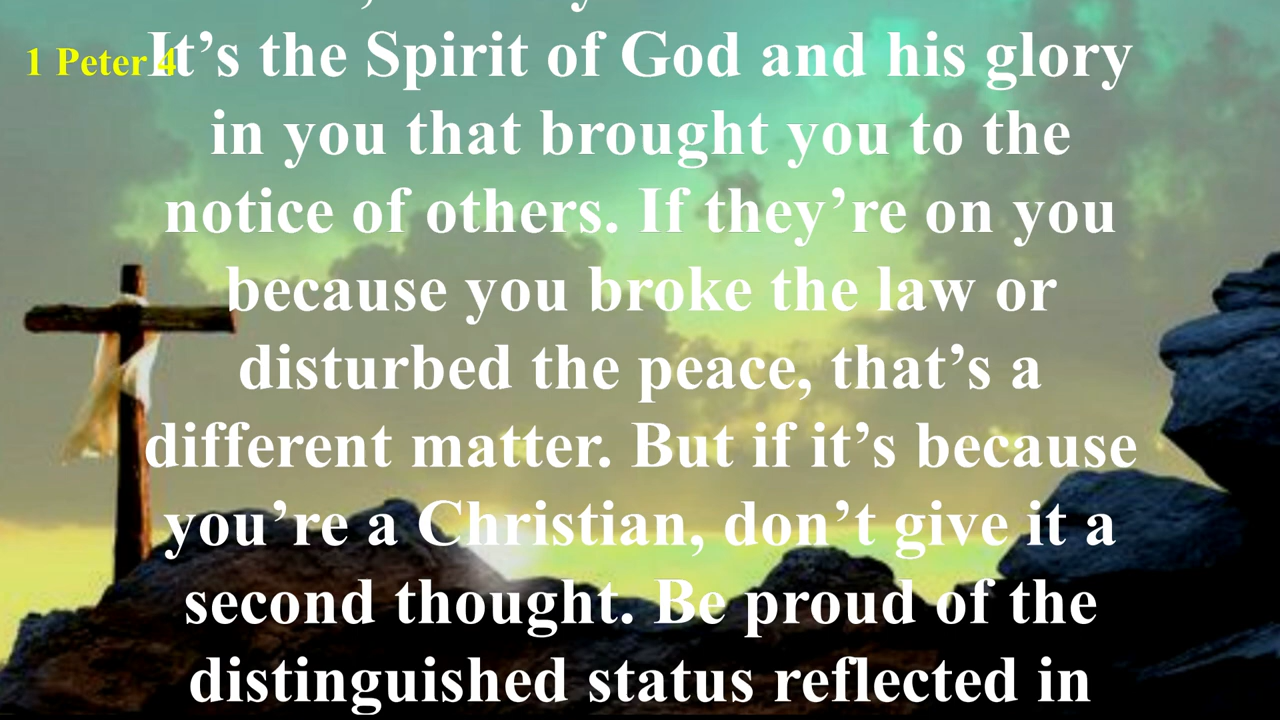 1 Peter 4
It’s the Spirit of God and his glory
in you that brought you to the
notice of others. If they’re on you
because you broke the law or
disturbed the peace, that’s a
different matter. But if it’s because
you’re a Christian, don’t give it a
second thought. Be proud of the
distinguished status reflected in